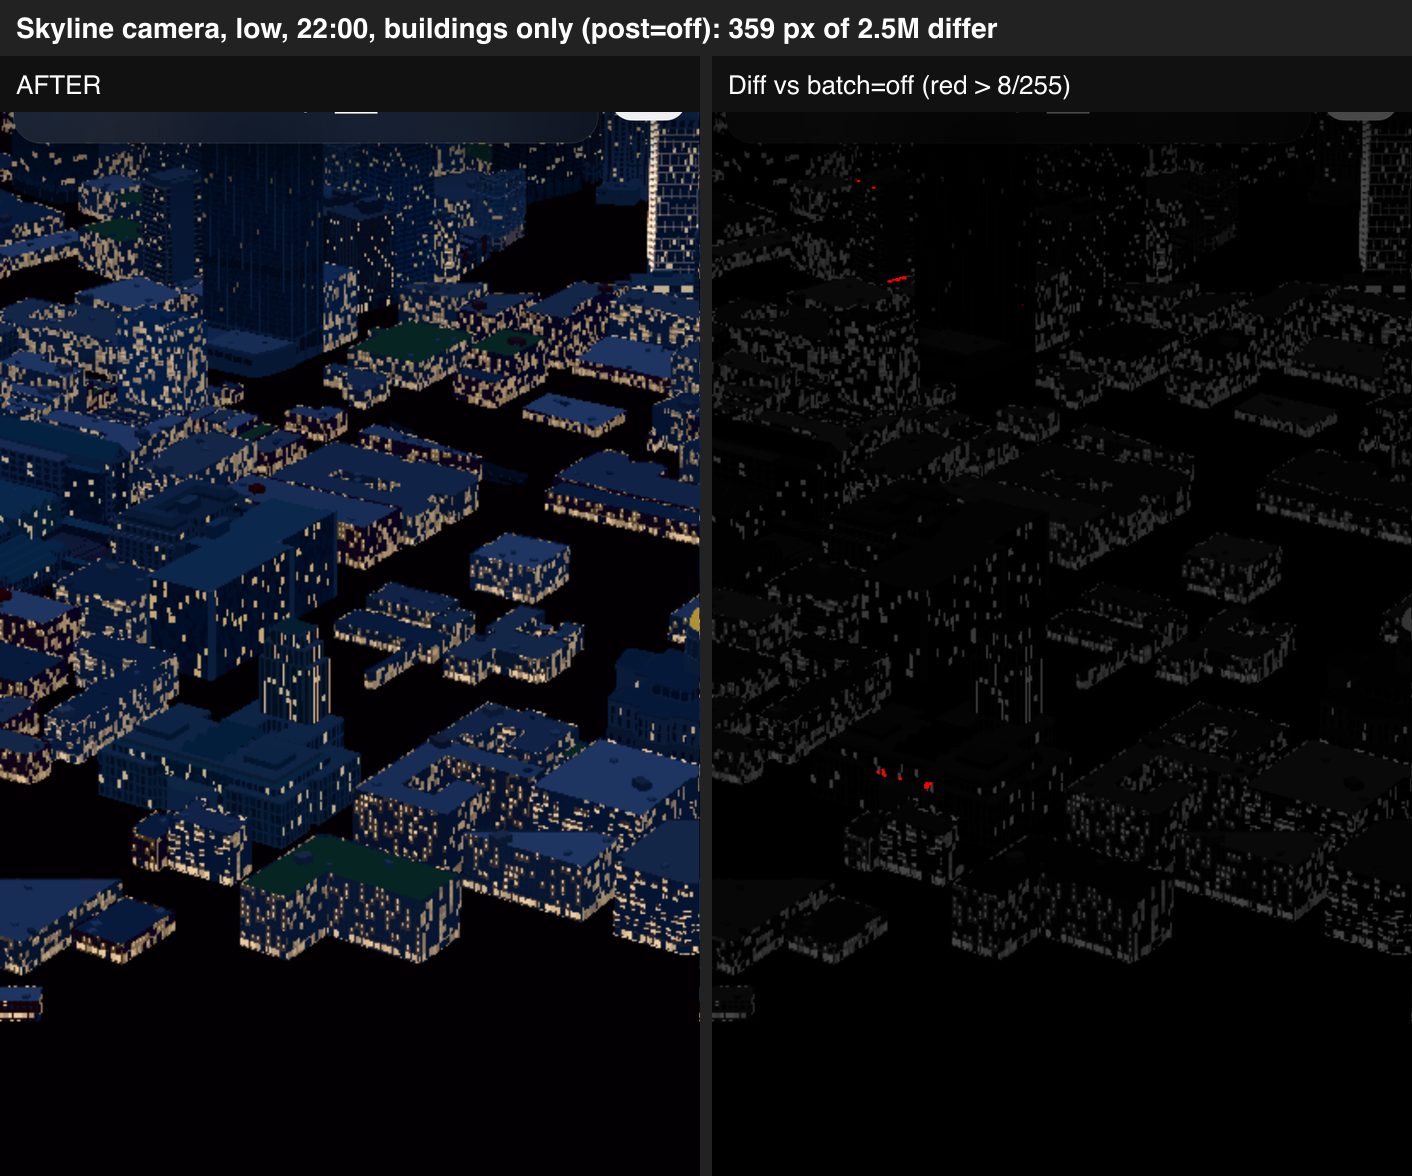 Skyline camera, low, 22:00, buildings only (post=off): 359 px of 2.5M differ
AFTER
Diff vs batch=off (red > 8/255)